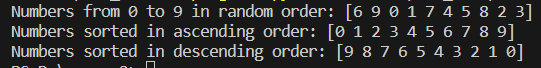 Numbers from 0 to 9 in random order: [6 9 0 1 7 4 5 8 2 3]
Numbers sorted in ascending order: [0 1 2 3 4 5 6 7 8 9]
Numbers sorted in descending order: [9 8 7 6 5 4 3 2 1 0]